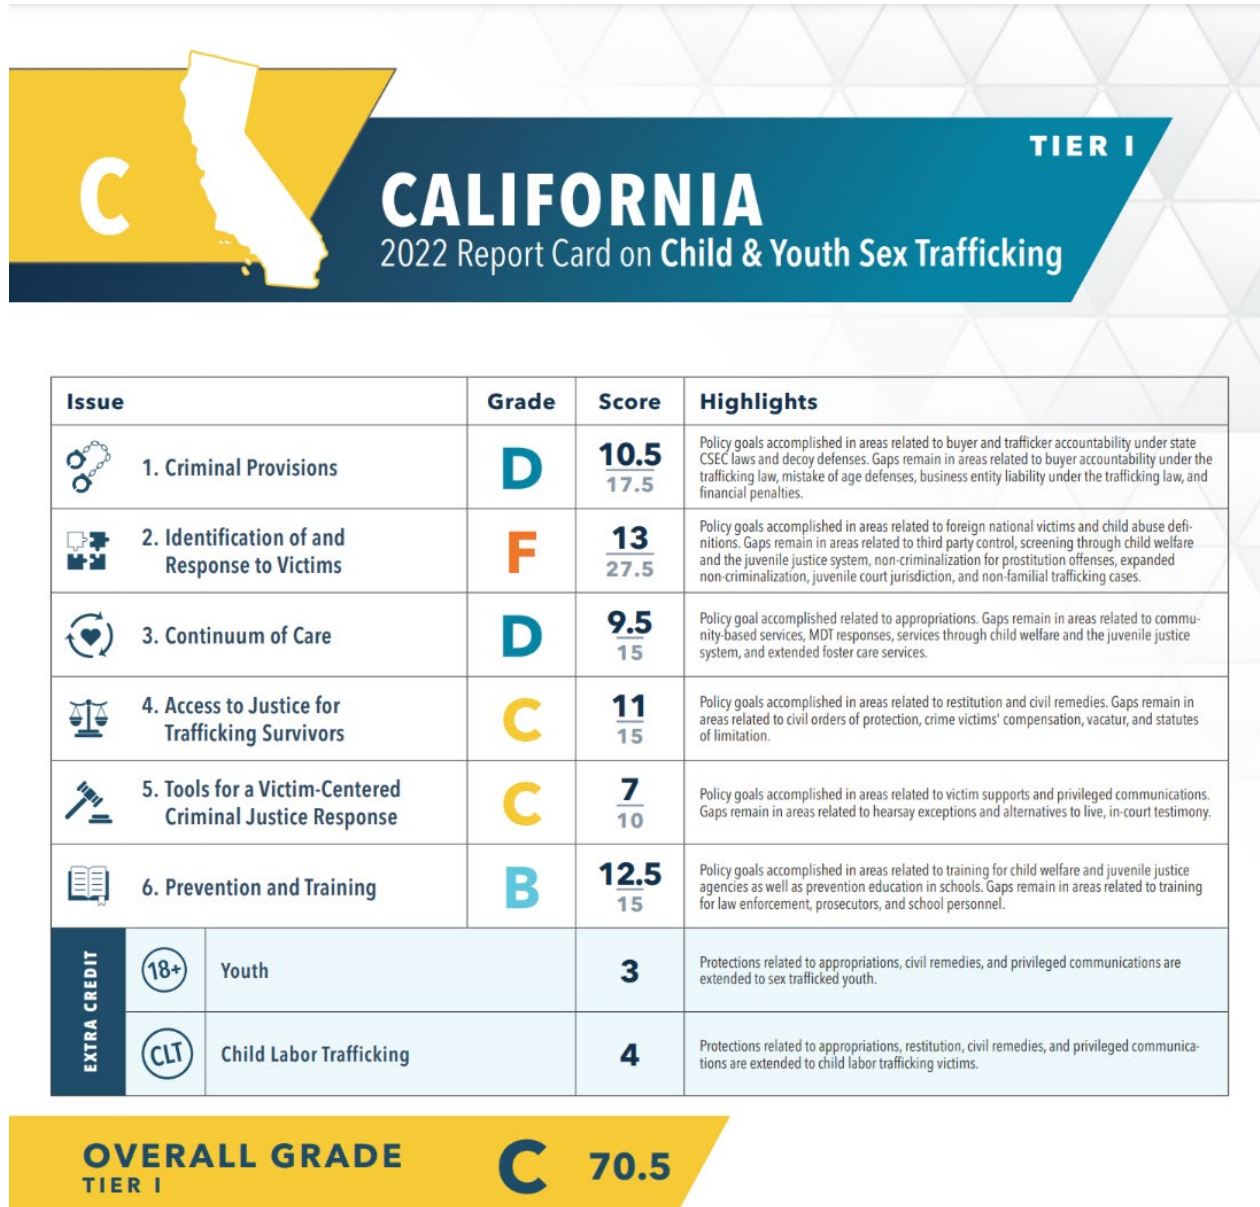 C
TIER I
CALIFORNIA
2022 Report Card on Child & Youth Sex Trafficking
Issue Grade Score Highlights
1. Criminal Provisions D 10.5 17.5
Policy goals accomplished in areas related to buyer and trafficker accountability under state
CSEC laws and decoy defenses. Gaps remain in areas related to buyer accountability under the
trafficking law, mistake of age defenses, business entity liability under the trafficking law, and
financial penalties.
2. Identification of and
Response to Victims
F 13 27.5
Policy goals accomplished in areas related to foreign national victims and child abuse defi-
nitions. Gaps remain in areas related to third party control, screening through child welfare
and the juvenile justice system, non-criminalization for prostitution offenses, expanded
non-criminalization, juvenile court jurisdiction, and non-familial trafficking cases.
3. Continuum of Care D 9.5 15
Policy goal accomplished related to appropriations. Gaps remain in areas related to commu-
nity-based services, MDT responses, services through child welfare and the juvenile justice
system, and extended foster care services.
4. Access to Justice for
Trafficking Survivors
C 11 15
Policy goals accomplished in areas related to restitution and civil remedies. Gaps remain in
areas related to civil orders of protection, crime victims' compensation, vacatur, and statutes
of limitation.
5. Tools for a Victim-Centered
Criminal Justice Response
C 7 10
Policy goals accomplished in areas related to victim supports and privileged communications.
Gaps remain in areas related to hearsay exceptions and alternatives to live, in-court testimony.
6. Prevention and Training B 12.5 15
Policy goals accomplished in areas related to training for child welfare and juvenile justice
agencies as well as prevention education in schools. Gaps remain in areas related to training
for law enforcement, prosecutors, and school personnel.
EXTRA CREDIT
18+ Youth 3
Protections related to appropriations, civil remedies, and privileged communications are
extended to sex trafficked youth.
CLT Child Labor Trafficking 4
Protections related to appropriations, restitution, civil remedies, and privileged communica-
tions are extended to child labor trafficking victims.
OVERALL GRADE C 70.5
TIER I